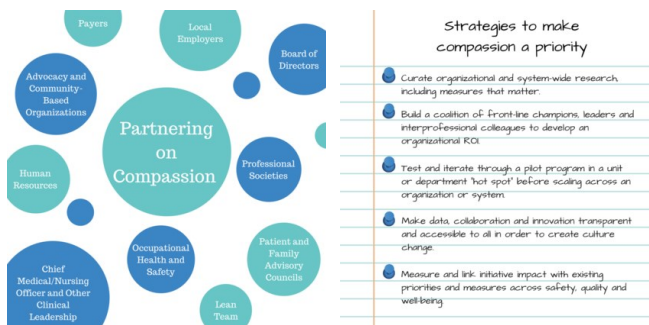 Payers
Local
Employers
Board of
Directors
Advocacy and
Community-
Based
Organizations
Partnering
on
Compassion
Professional
Societies
Human
Resources
Occupational
Health and
Safety
Patient and
Family
Advisory
Councils
Chief
Medical/Nursing
Officer and Other
Clinical
Leadership
Lean
Team
Strategies to make
compassion a priority
Curate organizational and system-wide research,
including measures that matter.
Build a coalition of front-line champions, leaders and
interprofessional colleagues to develop an
organizational ROI.
Test and iterate through a pilot program in a unit
or department "hot spot" before scaling across an
organization or system.
Make data, collaboration and innovation transparent
and accessible to all in order to create culture
change.
Measure and link initiative impact with existing
priorities and measures across safety, quality and
well-being.